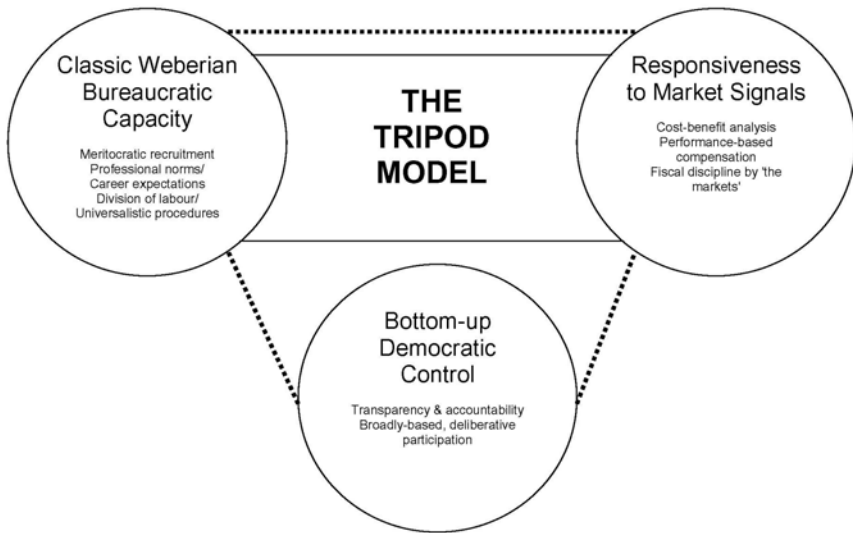 Classic Weberian
Bureaucratic
Capacity
Meritocratic recruitment
Professional norms/
Career expectations
Division of labour/
Universalistic procedures
THE
TRIPOD
MODEL
Responsiveness
to Market Signals
Cost-benefit analysis
Performance-based
compensation
Fiscal discipline by 'the
markets'
Bottom-up
Democratic
Control
Transparency & accountability
Broadly-based, deliberative
participation